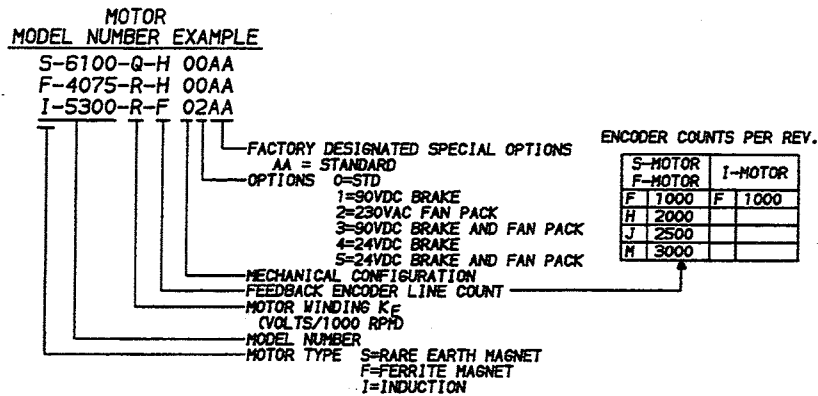 MOTOR
MODEL NUMBER EXAMPLE
S-6100-Q-H 00AA
F-4075-R-H 00AA
I-5300-R-F 02AA
FACTORY DESIGNATED SPECIAL OPTIONS
AA = STANDARD
OPTIONS 0=STD
1=90VDC BRAKE
2=230VAC FAN PACK
3=90VDC BRAKE AND FAN PACK
4=24VDC BRAKE
5=24VDC BRAKE AND FAN PACK
MECHANICAL CONFIGURATION
FEEDBACK ENCODER LINE COUNT
MOTOR WINDING KE
(VOLTS/1000 RPM)
MODEL NUMBER
MOTOR TYPE S=RARE EARTH MAGNET
F=FERRITE MAGNET
I=INDUCTION
ENCODER COUNTS PER REV.
S-MOTOR
F-MOTOR I-MOTOR
F 1000 F 1000
H 2000
J 2500
M 3000